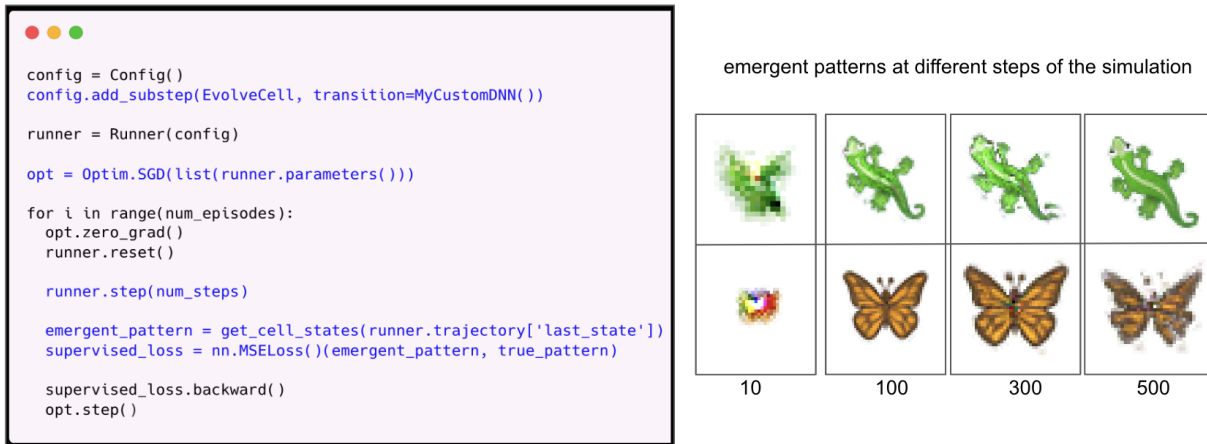 config = Config()
config.add_substep(EvolveCell, transition=MyCustomDNN())
runner = Runner(config)
opt = Optim.SGD(list(runner.parameters()))
for i in range(num_episodes):
  opt.zero_grad()
  runner.reset()
  runner.step(num_steps)
  emergent_pattern = get_cell_states(runner.trajectory['last_state'])
  supervised_loss = nn.MSELoss()(emergent_pattern, true_pattern)
  supervised_loss.backward()
  opt.step()
emergent patterns at different steps of the simulation
10 100 300 500